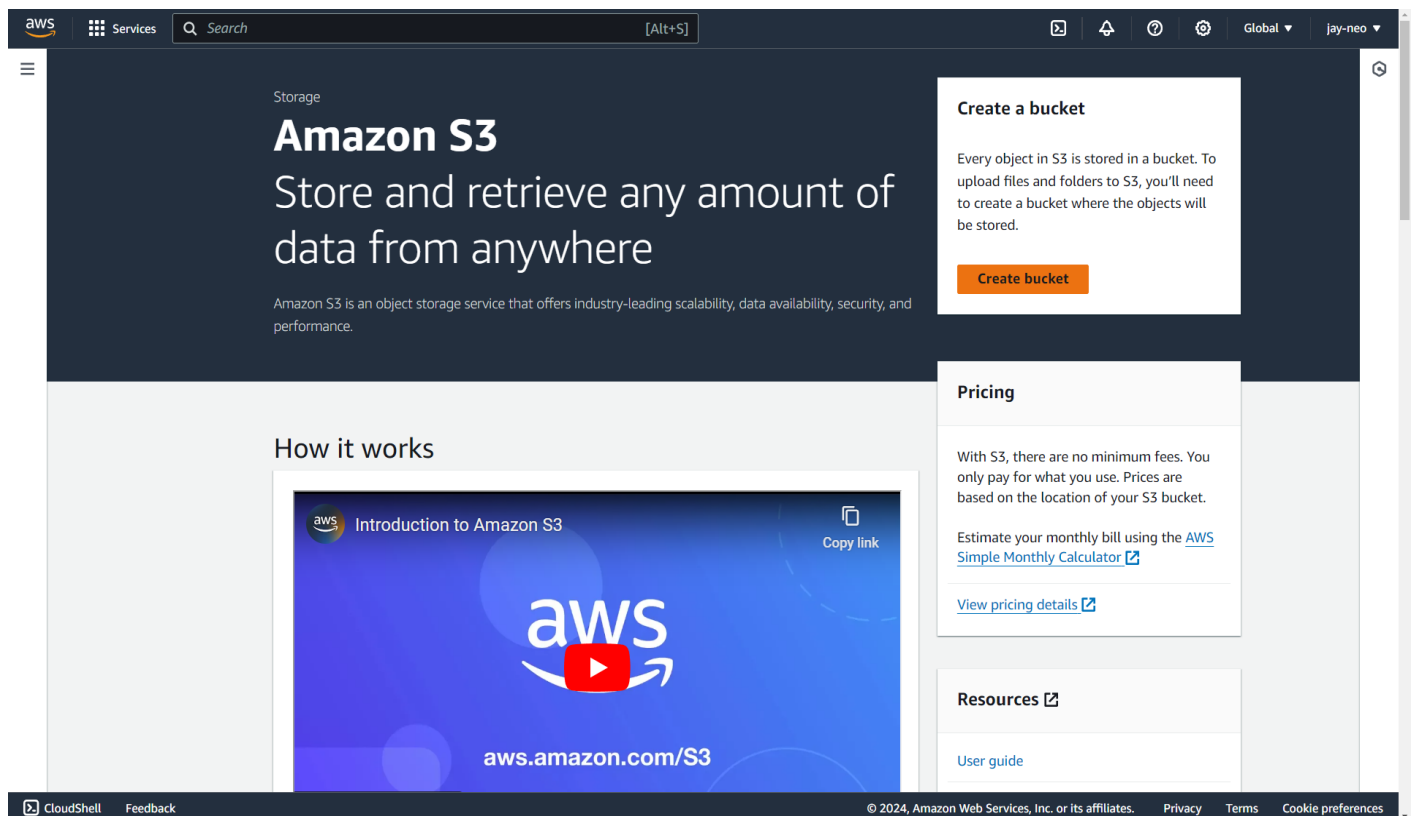 aws
Services
Search
[Alt+S]
Global
jay-neo
Storage
Amazon S3
Store and retrieve any amount of
data from anywhere
Amazon S3 is an object storage service that offers industry-leading scalability, data availability, security, and
performance.
Create a bucket
Every object in S3 is stored in a bucket. To
upload files and folders to S3, you'll need
to create a bucket where the objects will
be stored.
Create bucket
Pricing
With S3, there are no minimum fees. You
only pay for what you use. Prices are
based on the location of your S3 bucket.
Estimate your monthly bill using the AWS
Simple Monthly Calculator
View pricing details
How it works
aws
Introduction to Amazon S3
Copy link
aws
aws.amazon.com/S3
Resources
User guide
CloudShell
Feedback
© 2024, Amazon Web Services, Inc. or its affiliates.
Privacy
Terms
Cookie preferences